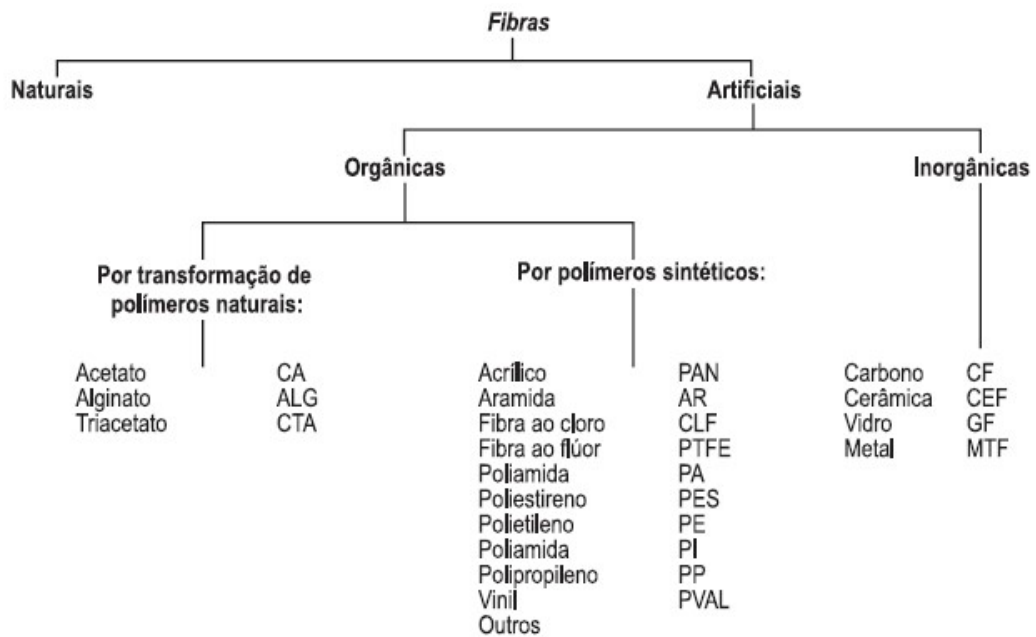 Fibras
Naturais
Artificiais
Orgânicas
Inorgânicas
Por transformação de
polímeros naturais:
Por polímeros sintéticos:
Acetato CA
Alginato ALG
Triacetato CTA
Acrílico PAN
Aramida AR
Fibra ao cloro CLF
Fibra ao flúor PTFE
Poliamida PA
Poliestireno PES
Polietileno PE
Poliamida PI
Polipropileno PP
Vinil PVAL
Outros
Carbono CF
Cerâmica CEF
Vidro GF
Metal MTF